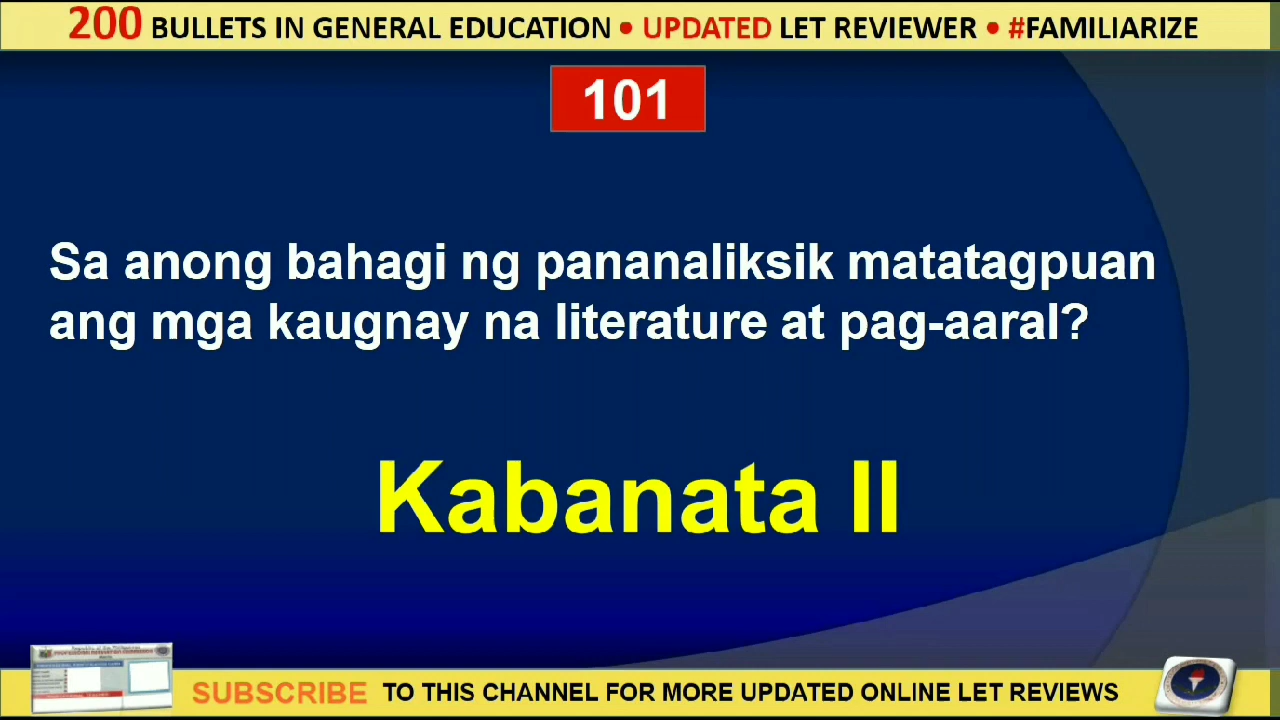 200 BULLETS IN GENERAL EDUCATION • UPDATED LET REVIEWER • #FAMILIARIZE
101
Sa anong bahagi ng pananaliksik matatagpuan
ang mga kaugnay na literature at pag-aaral?
Kabanata II
SUBSCRIBE TO THIS CHANNEL FOR MORE UPDATED ONLINE LET REVIEWS